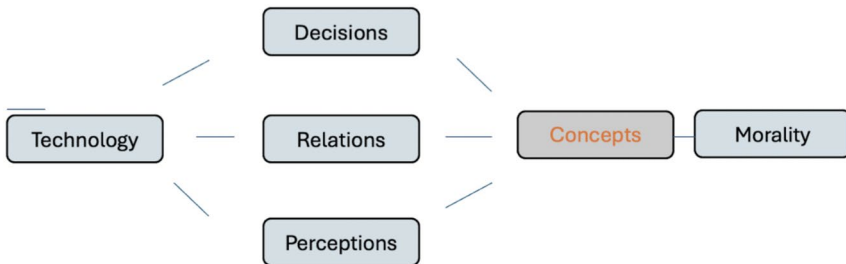 Decisions
Technology
Relations
Concepts
Morality
Perceptions